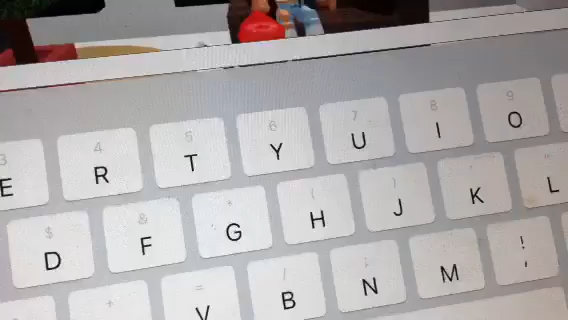 3 4 5 6 7 8 9
E R T Y U I O
$ & * ( ) ' "
D F G H J K L
+ = / ; !
V B N M ,